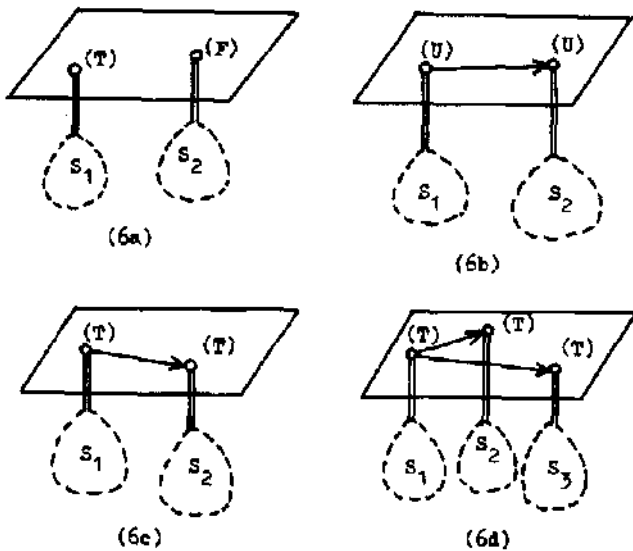 (T) (F)
S1 S2
(6a)
(U) (U)
S1 S2
(6b)
(T) (T)
S1 S2
(6c)
(T) (T) (T)
S1 S2 S3
(6d)